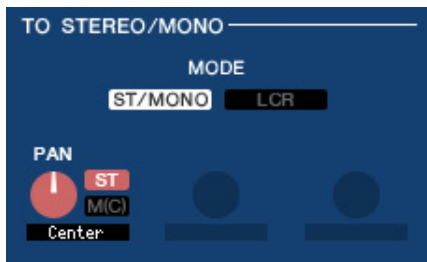 TO STEREO/MONO
MODE
ST/MONO LCR
PAN
ST
M(C)
Center